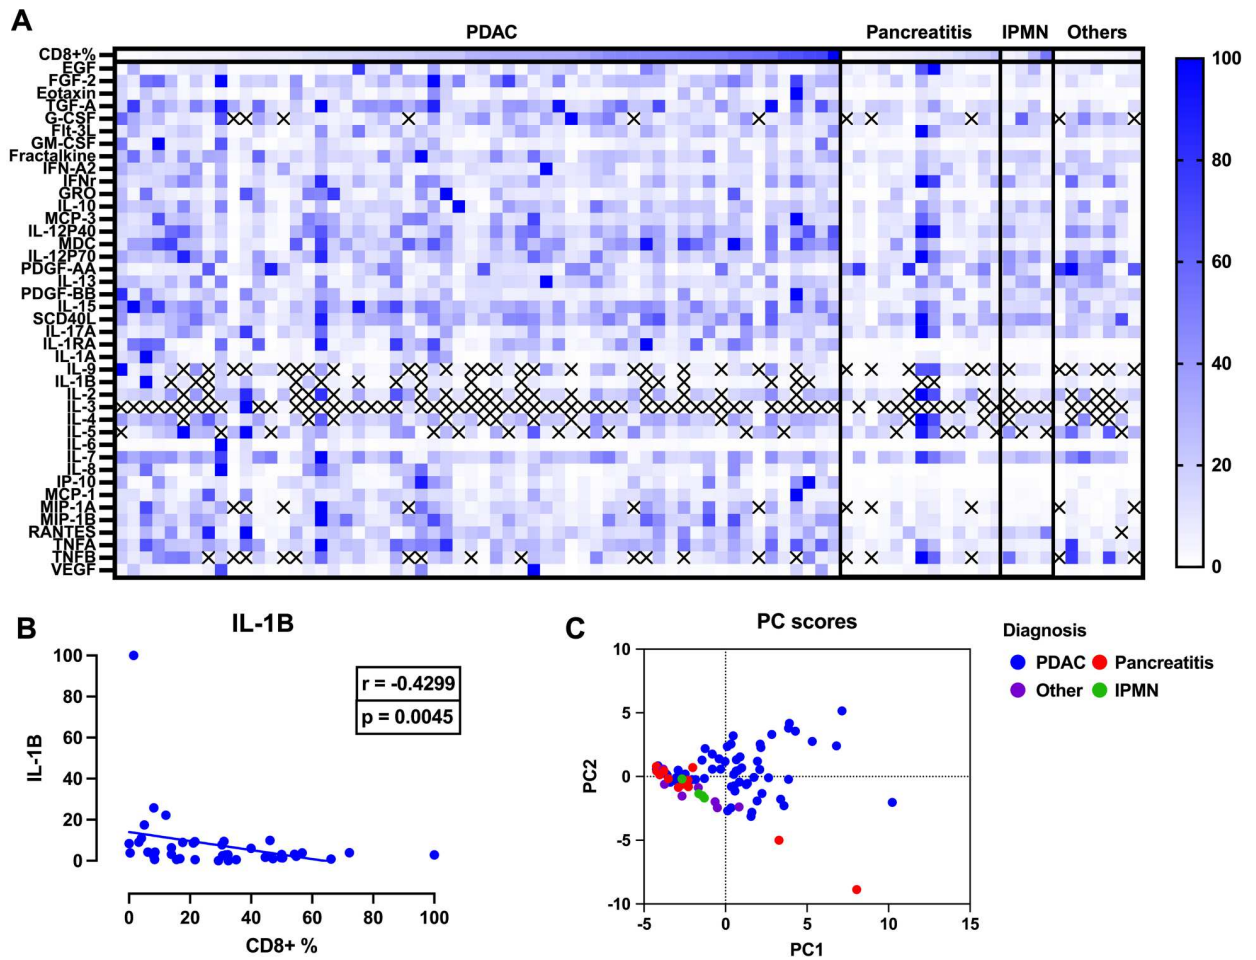 A
PDAC
Pancreatitis
IPMN
Others
CD8+%
EGF
FGF-2
Eotaxin
TGF-A
G-CSF
Flt-3L
GM-CSF
Fractalkine
IFN-A2
IFNr
GRO
IL-10
MCP-3
IL-12P40
MDC
IL-12P70
PDGF-AA
IL-13
PDGF-BB
IL-15
SCD40L
IL-17A
IL-1RA
IL-1A
IL-9
IL-1B
IL-2
IL-3
IL-4
IL-5
IL-6
IL-7
IL-8
IP-10
MCP-1
MIP-1A
MIP-1B
RANTES
TNFA
TNFB
VEGF
100
80
60
40
20
0
B
IL-1B
r = -0.4299
p = 0.0045
IL-1B
100
80
60
40
20
0
0 20 40 60 80 100
CD8+ %
C
PC scores
PC2
10
5
0
-5
-10
-5 0 5 10 15
PC1
Diagnosis
PDAC
Pancreatitis
Other
IPMN